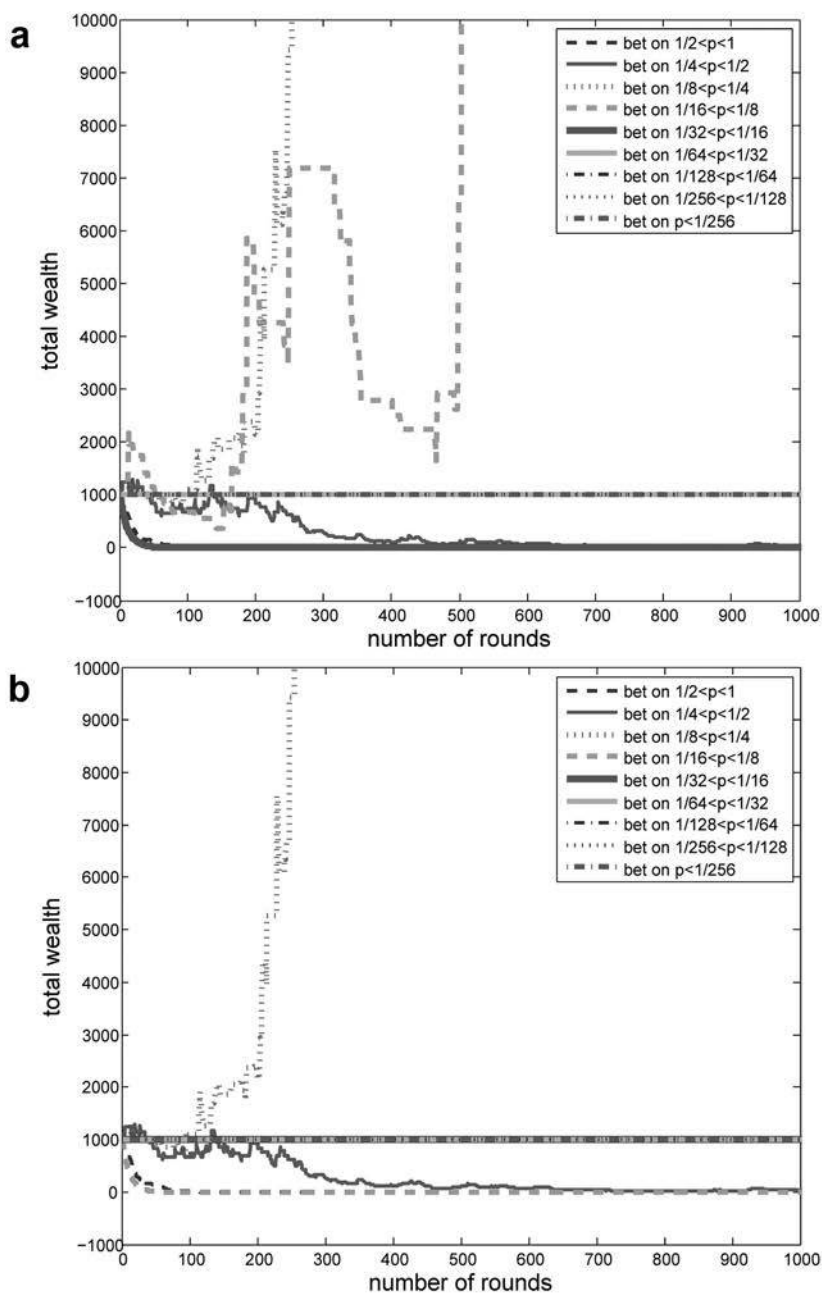 a
10000
9000
8000
7000
6000
5000
4000
3000
2000
1000
0
−1000
total wealth
bet on 1/2<p<1
bet on 1/4<p<1/2
bet on 1/8<p<1/4
bet on 1/16<p<1/8
bet on 1/32<p<1/16
bet on 1/64<p<1/32
bet on 1/128<p<1/64
bet on 1/256<p<1/128
bet on p<1/256
0 100 200 300 400 500 600 700 800 900 1000
number of rounds
b
10000
9000
8000
7000
6000
5000
4000
3000
2000
1000
0
−1000
total wealth
bet on 1/2<p<1
bet on 1/4<p<1/2
bet on 1/8<p<1/4
bet on 1/16<p<1/8
bet on 1/32<p<1/16
bet on 1/64<p<1/32
bet on 1/128<p<1/64
bet on 1/256<p<1/128
bet on p<1/256
0 100 200 300 400 500 600 700 800 900 1000
number of rounds